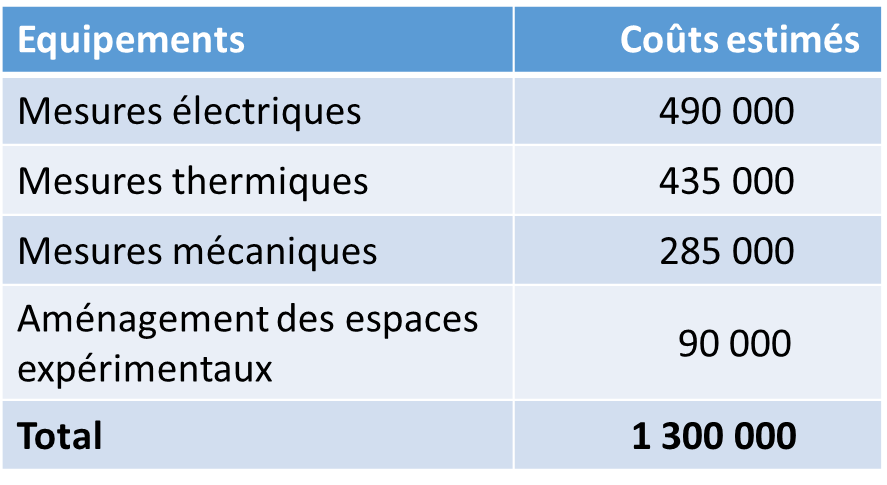 Equipements Coûts estimés
Mesures électriques 490 000
Mesures thermiques 435 000
Mesures mécaniques 285 000
Aménagement des espaces
expérimentaux 90 000
Total 1 300 000